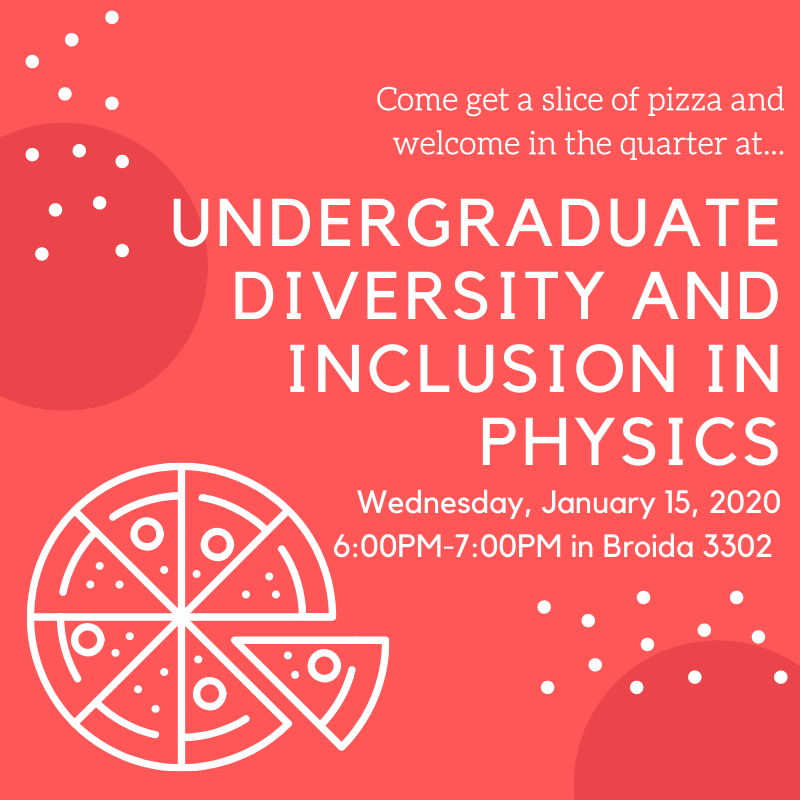 Come get a slice of pizza and
welcome in the quarter at...
UNDERGRADUATE
DIVERSITY AND
INCLUSION IN
PHYSICS
Wednesday, January 15, 2020
6:00PM-7:00PM in Broida 3302